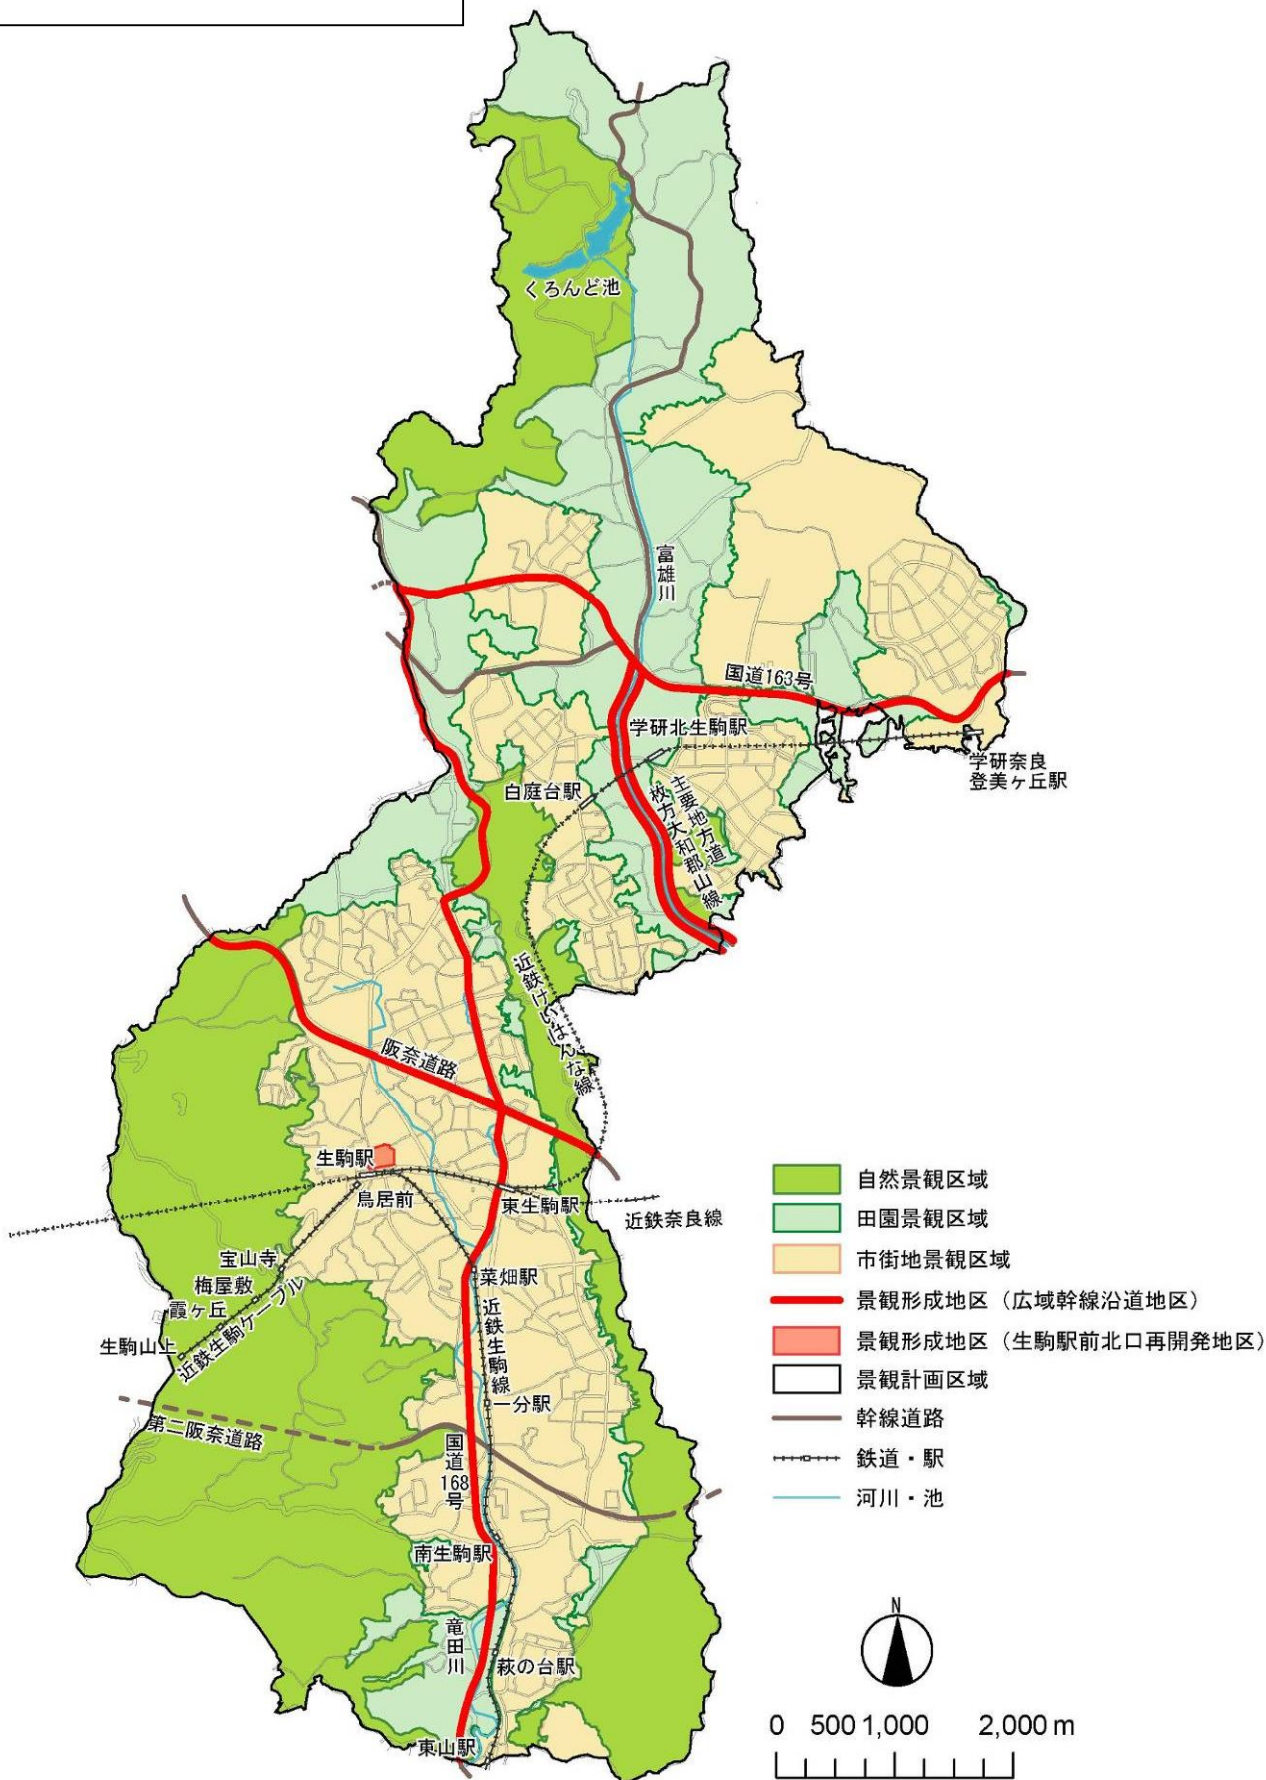 くろんど池
富雄川
国道163号
学研北生駒駅
学研奈良
登美ヶ丘駅
白庭台駅
主要地方道
枚方大和郡山線
近鉄けいはんな線
阪奈道路
生駒駅
鳥居前
東生駒駅
近鉄奈良線
宝山寺
梅屋敷
霞ヶ丘
生駒山上
近鉄生駒ケーブル
菜畑駅
近鉄生駒線
一分駅
第二阪奈道路
国道
168
号
南生駒駅
竜田川
萩の台駅
東山駅
自然景観区域
田園景観区域
市街地景観区域
景観形成地区(広域幹線沿道地区)
景観形成地区(生駒駅前北口再開発地区)
景観計画区域
幹線道路
鉄道・駅
河川・池
N
0 500 1,000 2,000 m